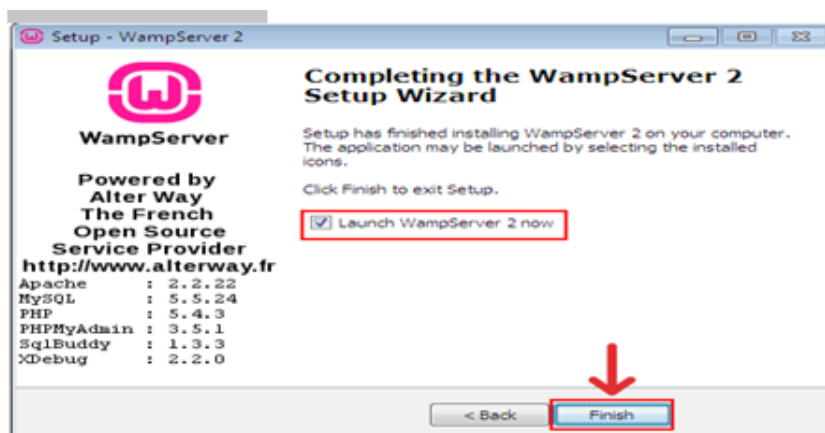 Setup - WampServer 2
WampServer
Powered by
Alter Way
The French
Open Source
Service Provider
http://www.alterway.fr
Apache : 2.2.22
MySQL : 5.5.24
PHP : 5.4.3
PHPMyAdmin : 3.5.1
SqlBuddy : 1.3.3
XDebug : 2.2.0
Completing the WampServer 2
Setup Wizard
Setup has finished installing WampServer 2 on your computer.
The application may be launched by selecting the installed
icons.
Click Finish to exit Setup.
Launch WampServer 2 now
< Back
Finish